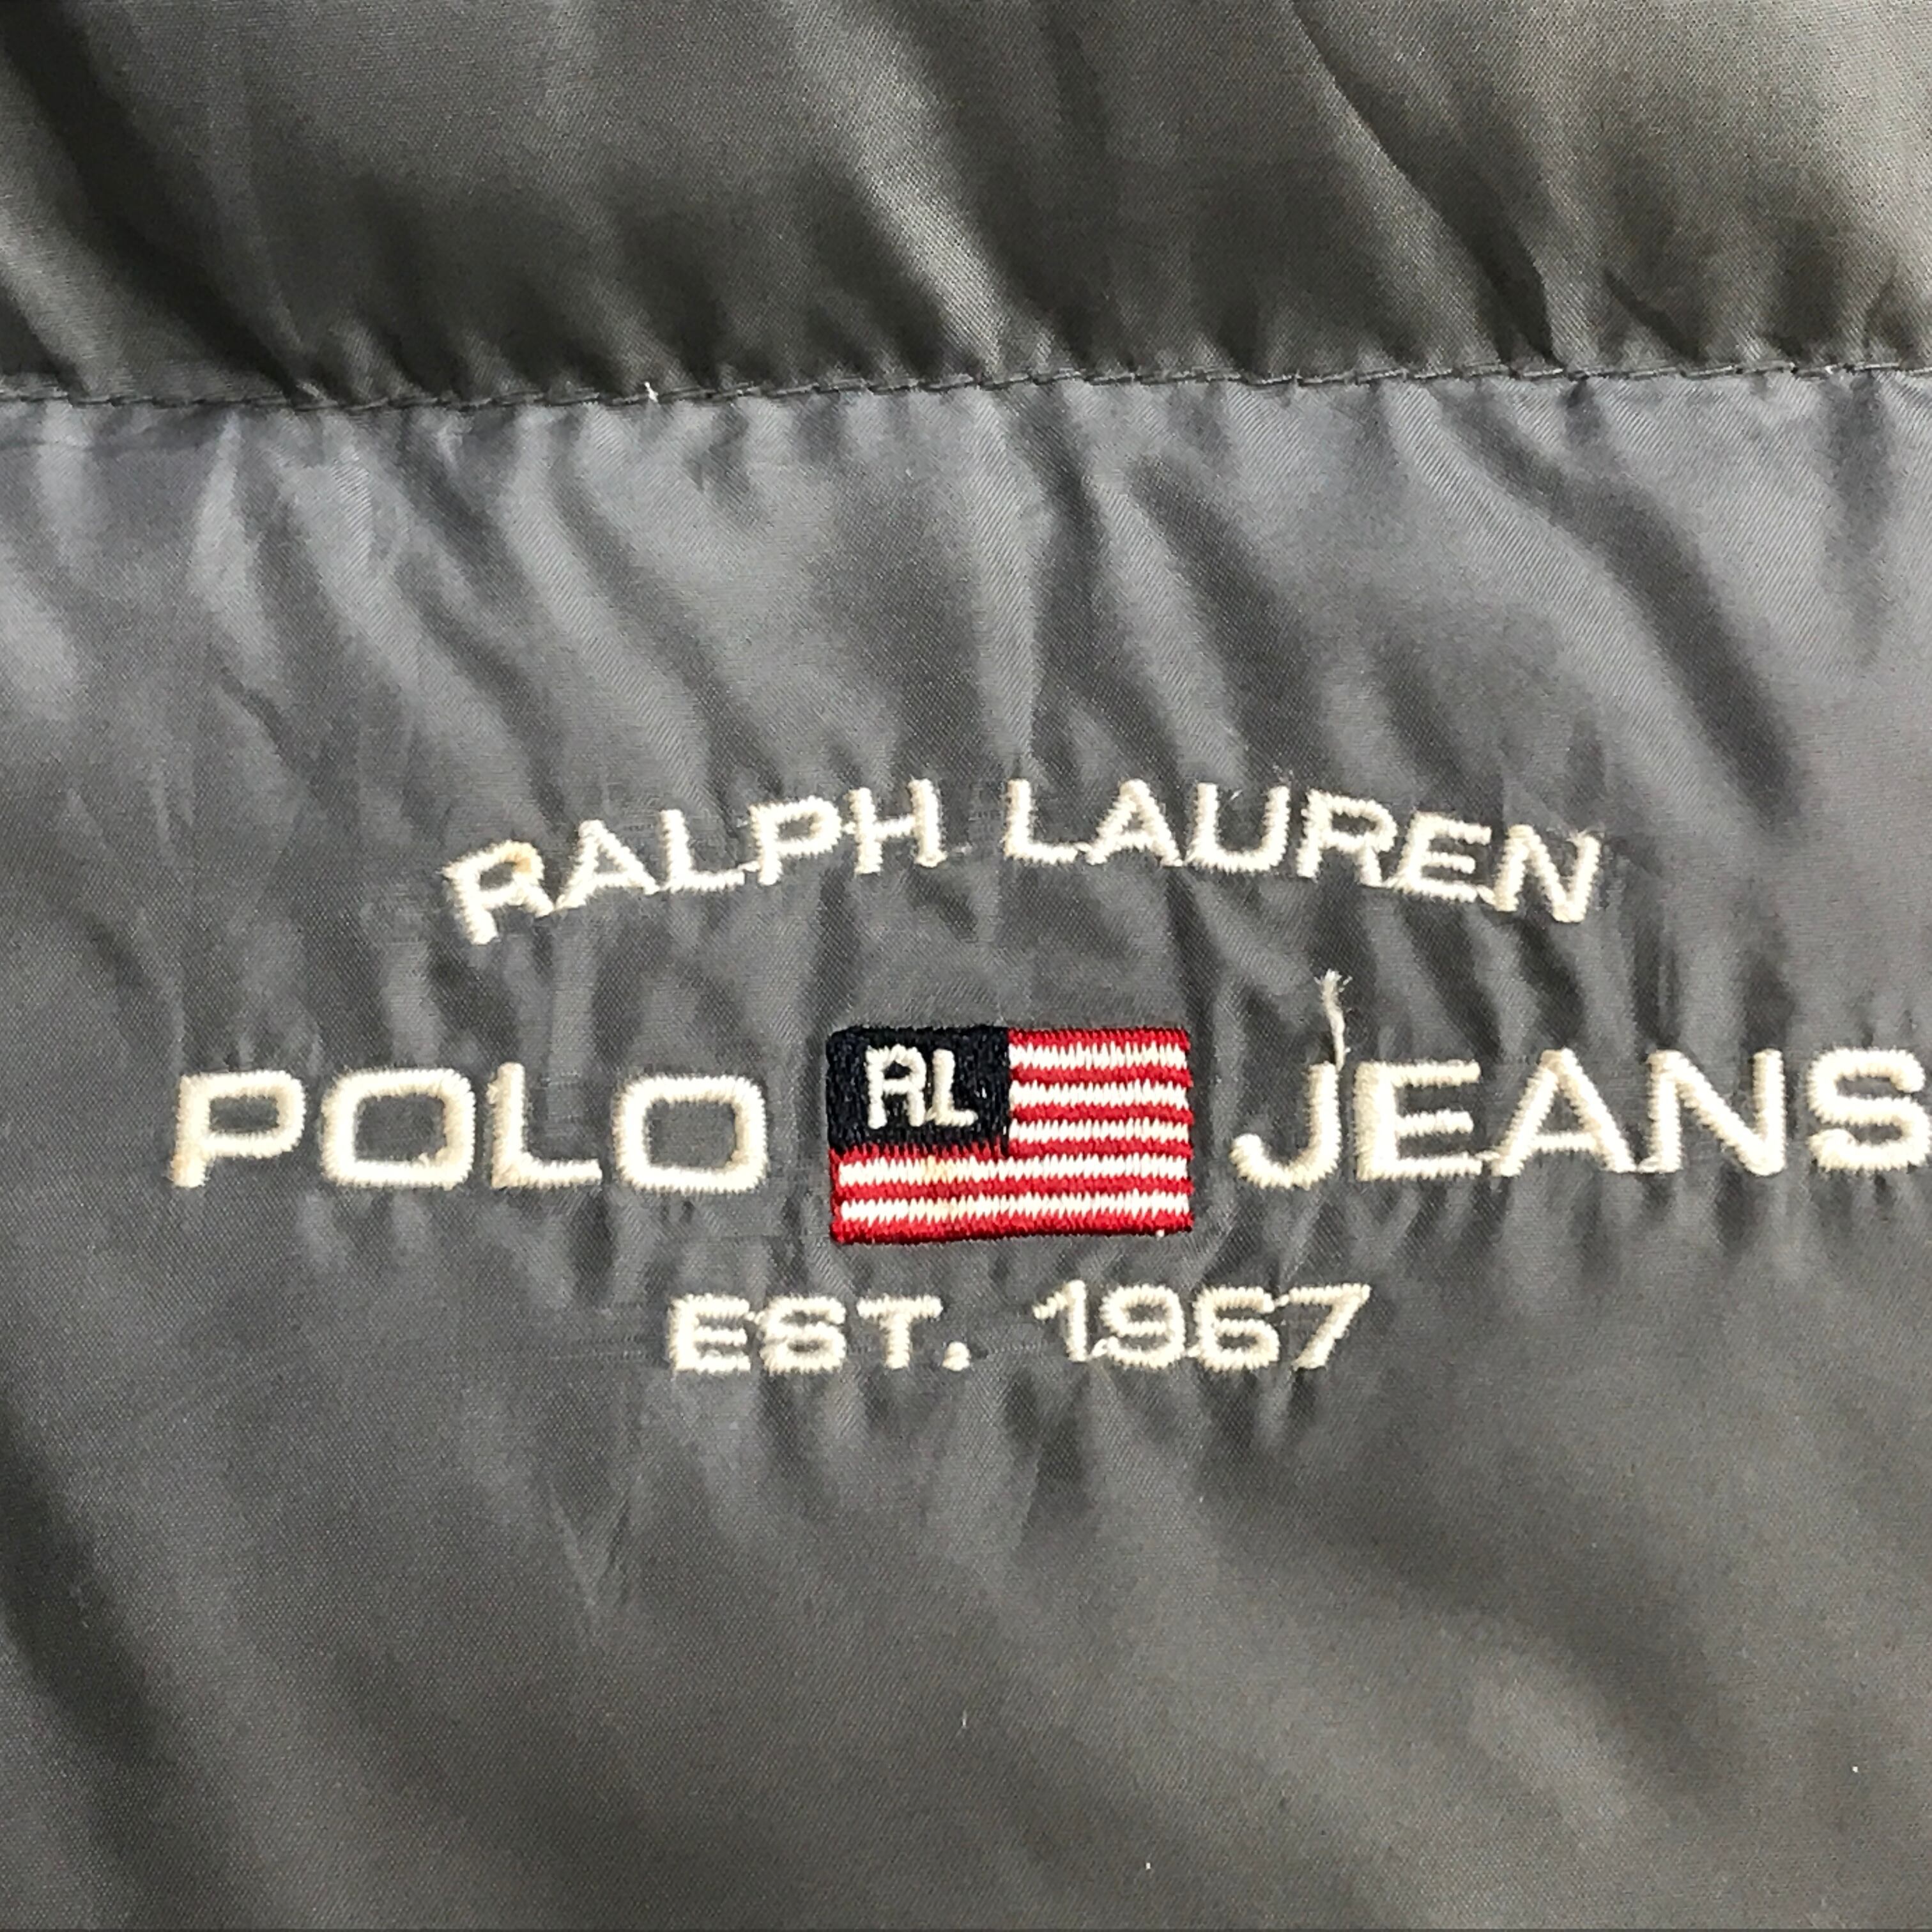 RALPH LAUREN
POLO RL JEANS
EST. 1967